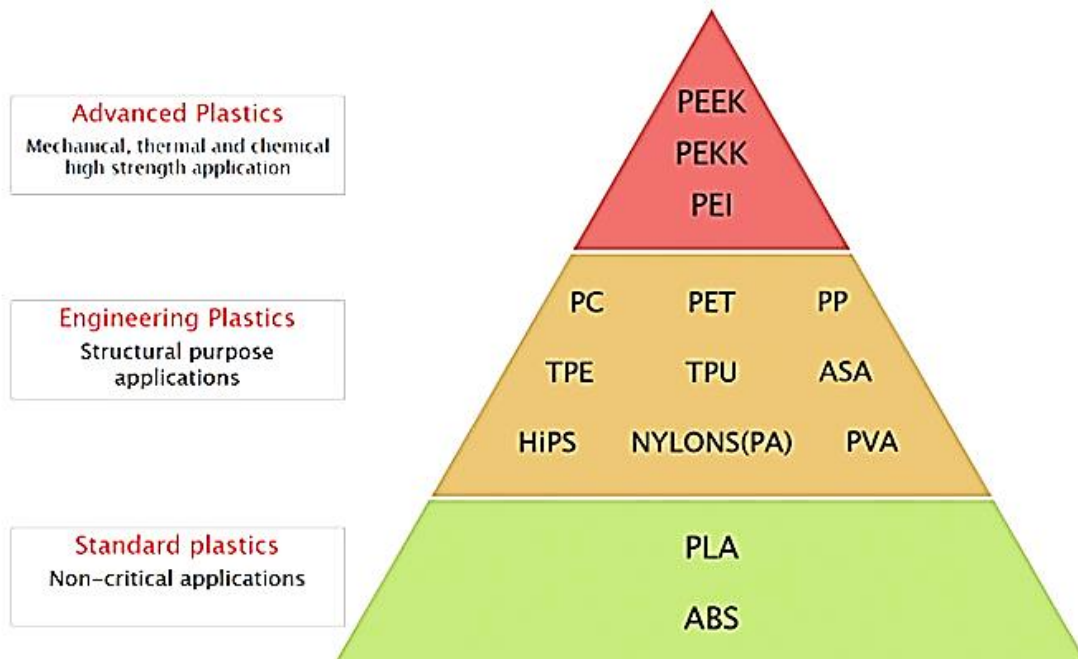 Advanced Plastics
Mechanical, thermal and chemical
high strength application
PEEK
PEKK
PEI
Engineering Plastics
Structural purpose
applications
PC PET PP
TPE TPU ASA
HiPS NYLONS(PA) PVA
Standard plastics
Non-critical applications
PLA
ABS